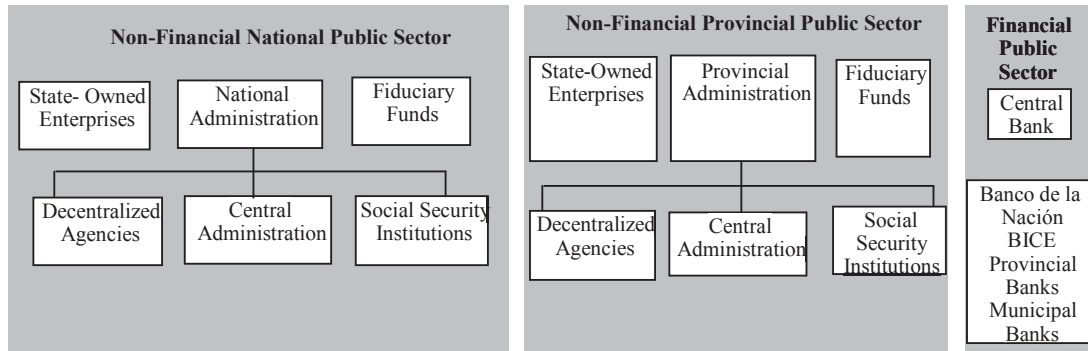 Non-Financial National Public Sector
State- Owned
Enterprises
National
Administration
Fiduciary
Funds
Decentralized
Agencies
Central
Administration
Social Security
Institutions
Non-Financial Provincial Public Sector
State-Owned
Enterprises
Provincial
Administration
Fiduciary
Funds
Decentralized
Agencies
Central
Administration
Social
Security
Institutions
Financial
Public
Sector
Central
Bank
Banco de la
Nación
BICE
Provincial
Banks
Municipal
Banks